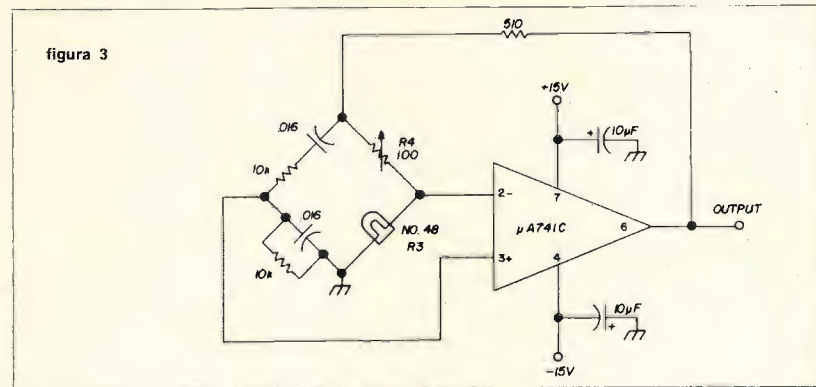 figura 3
510
+15V
10µF
.016
R4
100
10k
2-
7
µA741C
6
OUTPUT
.016
NO. 48
R3
3+
4
10k
10µF
-15V